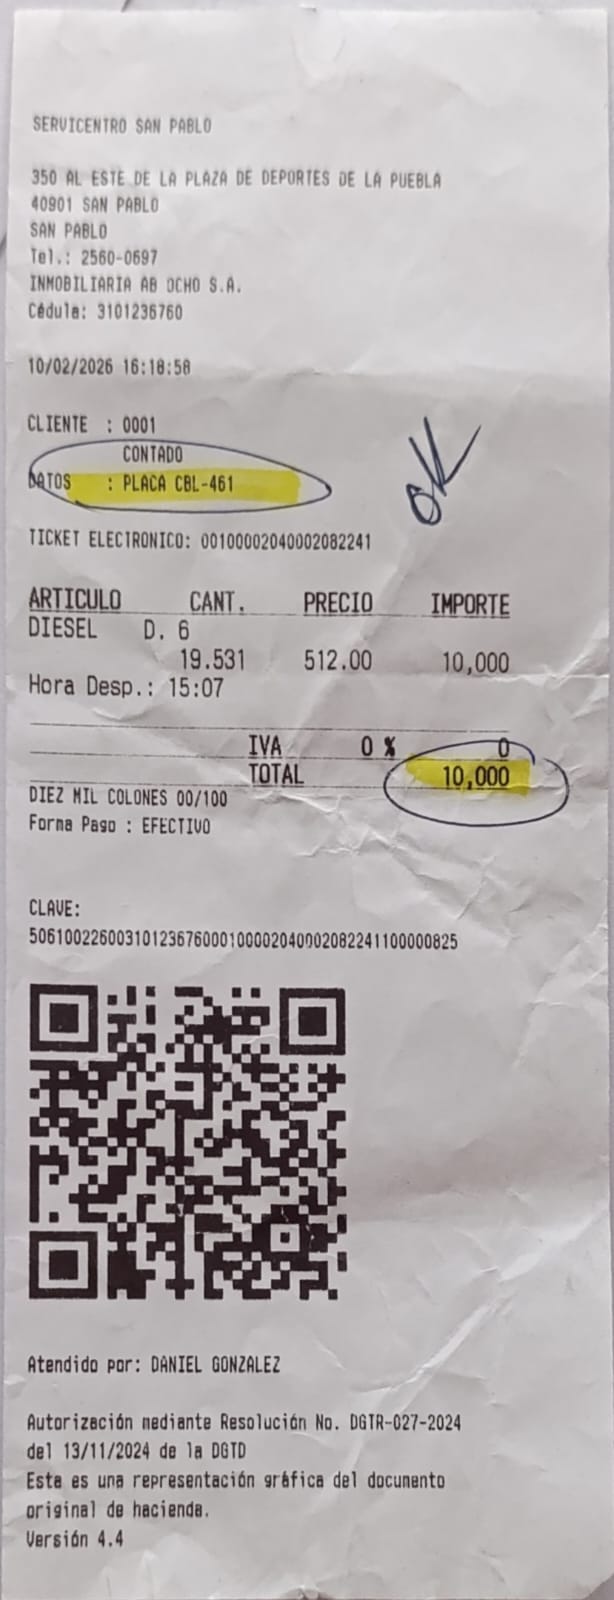 SERVICENTRO SAN PABLO
350 AL ESTE DE LA PLAZA DE DEPORTES DE LA PUEBLA
40901 SAN PABLO
SAN PABLO
Tel.: 2560-0697
INMOBILIARIA AB OCHO S.A.
Cédula: 3101236760
10/02/2026 16:18:58
CLIENTE : 0001
CONTADO
DATOS : PLACA CBL-461
OK
TICKET ELECTRONICO: 00100002040002082241
ARTICULO CANT. PRECIO IMPORTE
DIESEL D. 6
19.531 512.00 10,000
Hora Desp.: 15:07
IVA 0 % 0
TOTAL 10,000
DIEZ MIL COLONES 00/100
Forma Pago : EFECTIVO
CLAVE:
50610022600310123676000100002040002082241100000825
Atendido por: DANIEL GONZALEZ
Autorización mediante Resolución No. DGTR-027-2024
del 13/11/2024 de la DGTD
Esta es una representación gráfica del documento
original de hacienda.
Versión 4.4